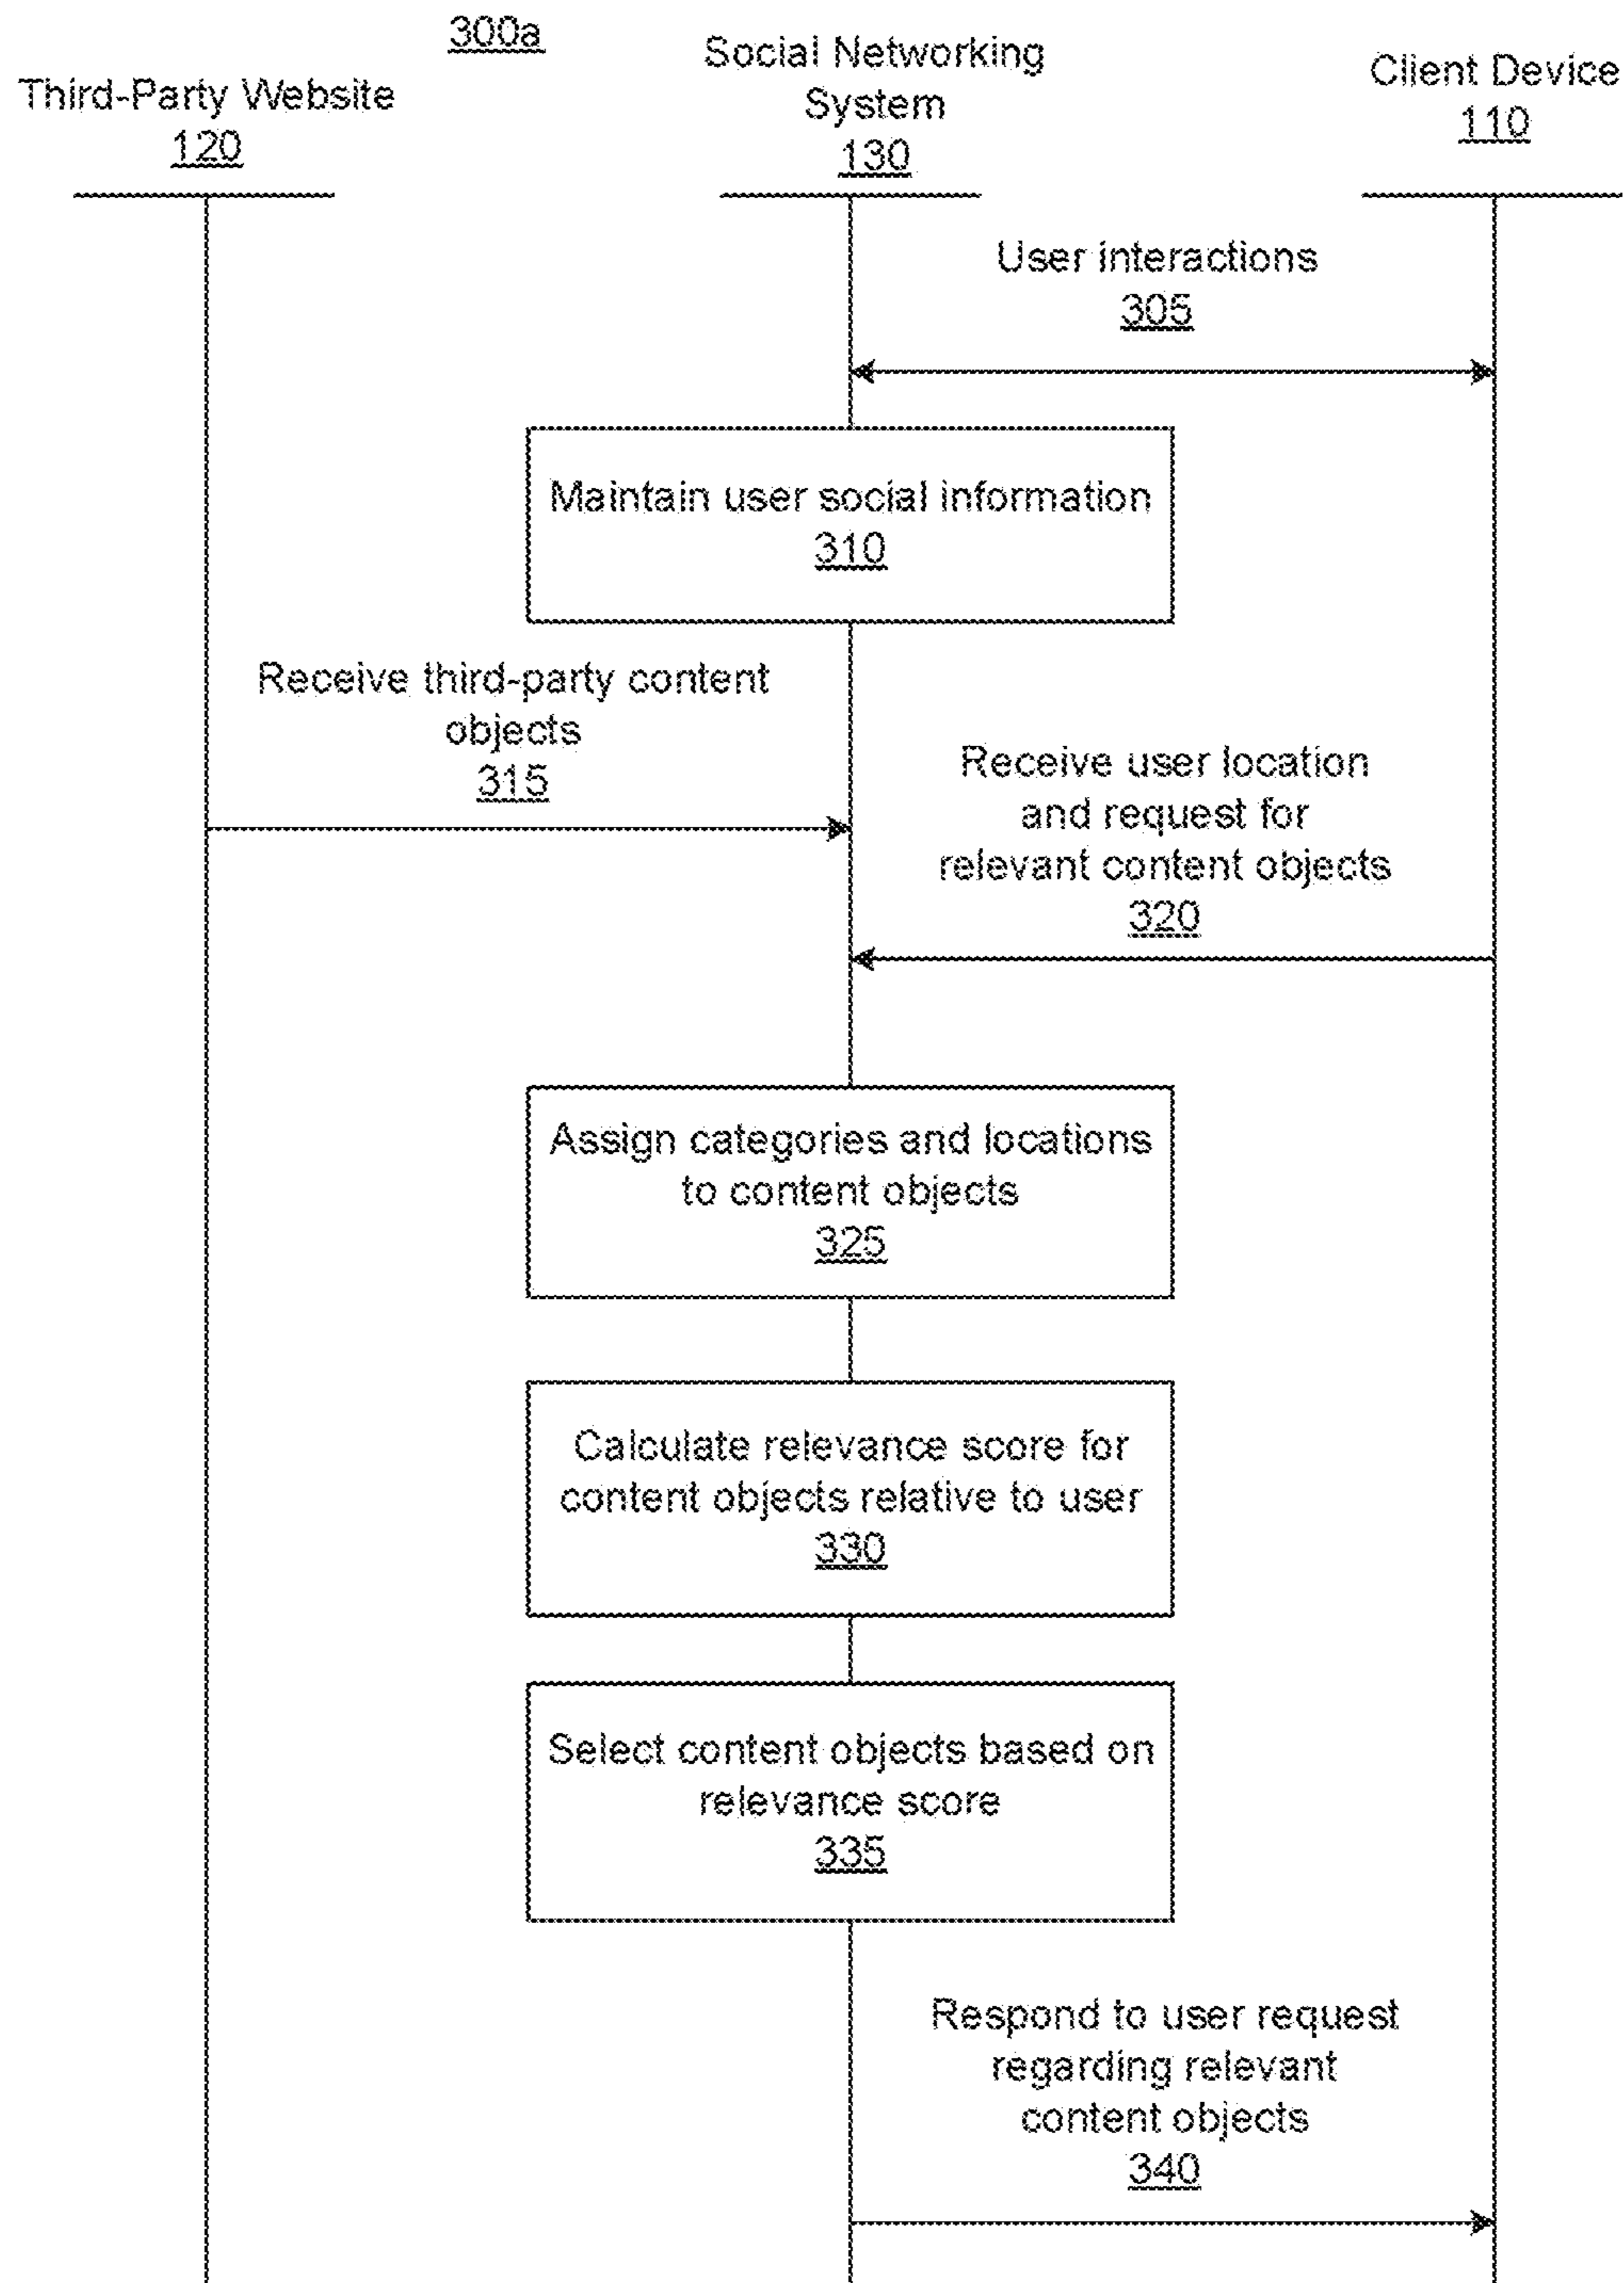 300a
Third-Party Website
120
Social Networking
System
130
Client Device
110
User interactions
305
Maintain user social information
310
Receive third-party content
objects
315
Receive user location
and request for
relevant content objects
320
Assign categories and locations
to content objects
325
Calculate relevance score for
content objects relative to user
330
Select content objects based on
relevance score
335
Respond to user request
regarding relevant
content objects
340